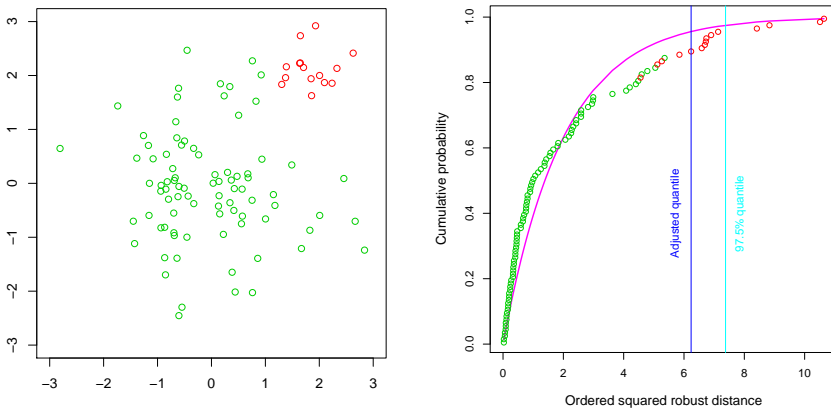 3
2
1
0
−1
−2
−3
−3 −2 −1 0 1 2 3
Cumulative probability
1.0
0.8
0.6
0.4
0.2
0.0
Adjusted quantile
97.5% quantile
0 2 4 6 8 10
Ordered squared robust distance